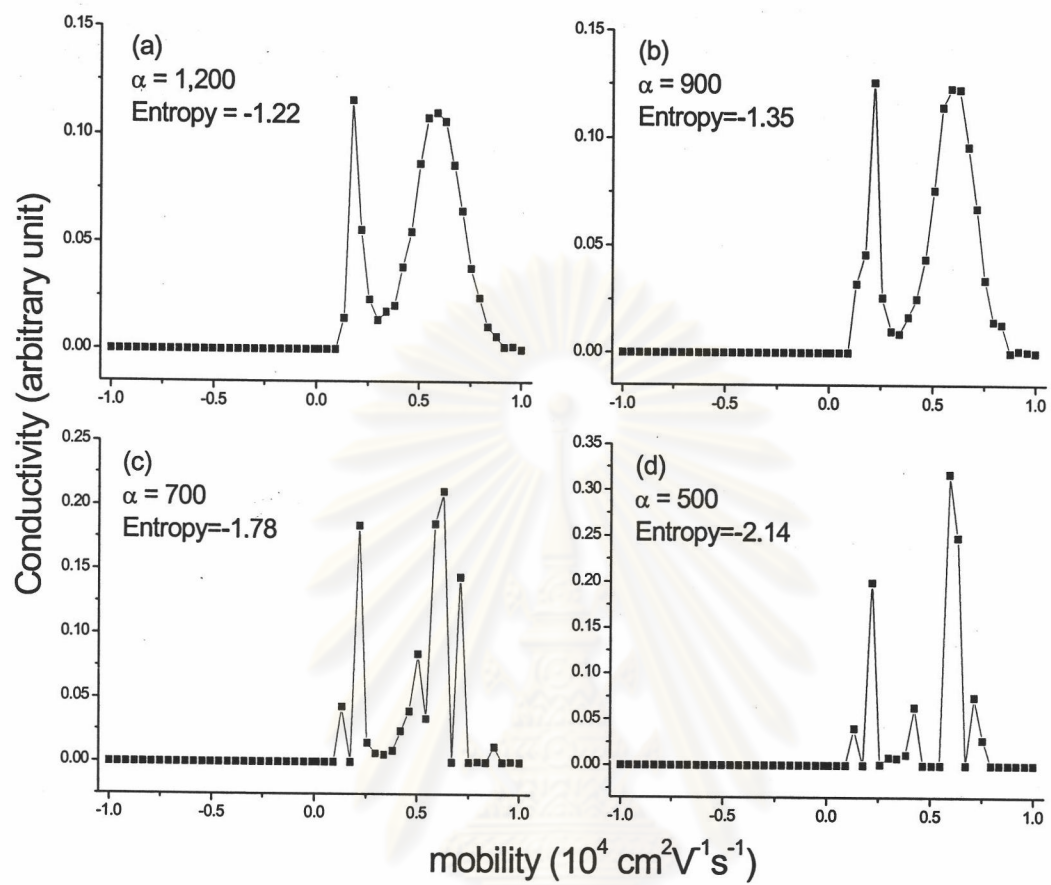 0.15
(a)
α = 1,200
Entropy = -1.22
0.10
0.05
0.00
-1.0 -0.5 0.0 0.5 1.0
0.15
(b)
α = 900
Entropy=-1.35
0.10
0.05
0.00
-1.0 -0.5 0.0 0.5 1.0
Conductivity (arbitrary unit)
0.25
(c)
α = 700
Entropy=-1.78
0.20
0.15
0.10
0.05
0.00
-1.0 -0.5 0.0 0.5 1.0
0.35
(d)
α = 500
Entropy=-2.14
0.30
0.25
0.20
0.15
0.10
0.05
0.00
-1.0 -0.5 0.0 0.5 1.0
mobility (10⁴ cm²V⁻¹s⁻¹)